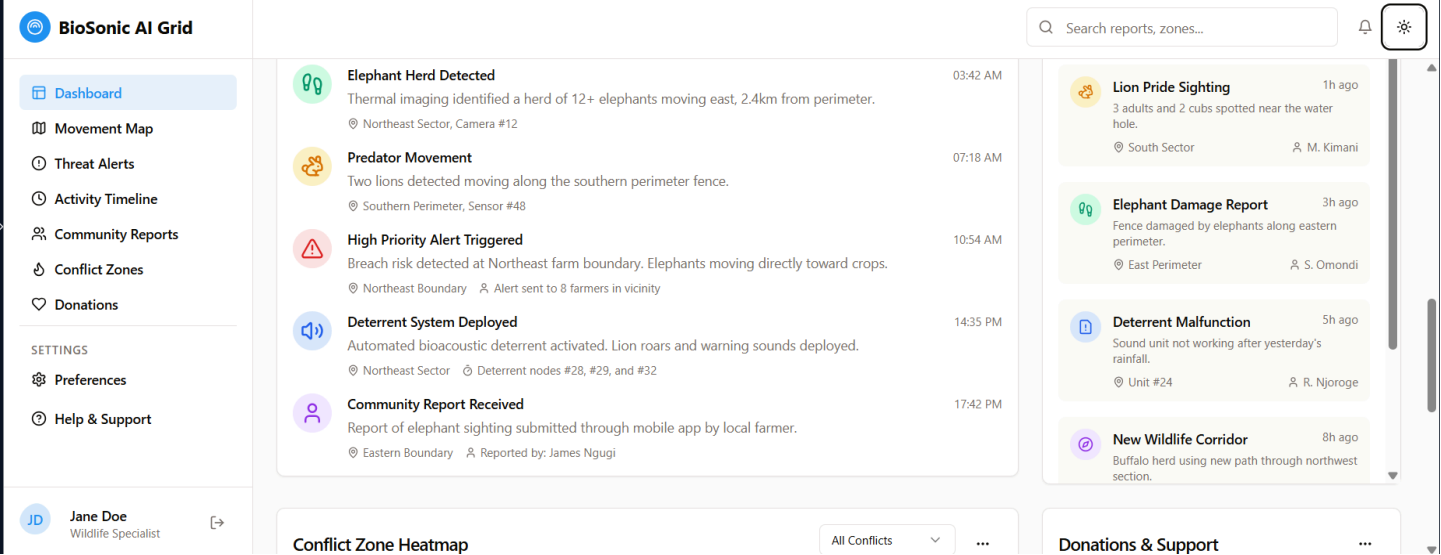 BioSonic AI Grid
Search reports, zones...
Dashboard
Movement Map
Threat Alerts
Activity Timeline
Community Reports
Conflict Zones
Donations
SETTINGS
Preferences
Help & Support
JD
Jane Doe
Wildlife Specialist
Elephant Herd Detected
03:42 AM
Thermal imaging identified a herd of 12+ elephants moving east, 2.4km from perimeter.
Northeast Sector, Camera #12
Predator Movement
07:18 AM
Two lions detected moving along the southern perimeter fence.
Southern Perimeter, Sensor #48
High Priority Alert Triggered
10:54 AM
Breach risk detected at Northeast farm boundary. Elephants moving directly toward crops.
Northeast Boundary
Alert sent to 8 farmers in vicinity
Deterrent System Deployed
14:35 PM
Automated bioacoustic deterrent activated. Lion roars and warning sounds deployed.
Northeast Sector
Deterrent nodes #28, #29, and #32
Community Report Received
17:42 PM
Report of elephant sighting submitted through mobile app by local farmer.
Eastern Boundary
Reported by: James Ngugi
Lion Pride Sighting
1h ago
3 adults and 2 cubs spotted near the water
hole.
South Sector
M. Kimani
Elephant Damage Report
3h ago
Fence damaged by elephants along eastern
perimeter.
East Perimeter
S. Omondi
Deterrent Malfunction
5h ago
Sound unit not working after yesterday's
rainfall.
Unit #24
R. Njoroge
New Wildlife Corridor
8h ago
Buffalo herd using new path through northwest
section.
Conflict Zone Heatmap
All Conflicts
Donations & Support